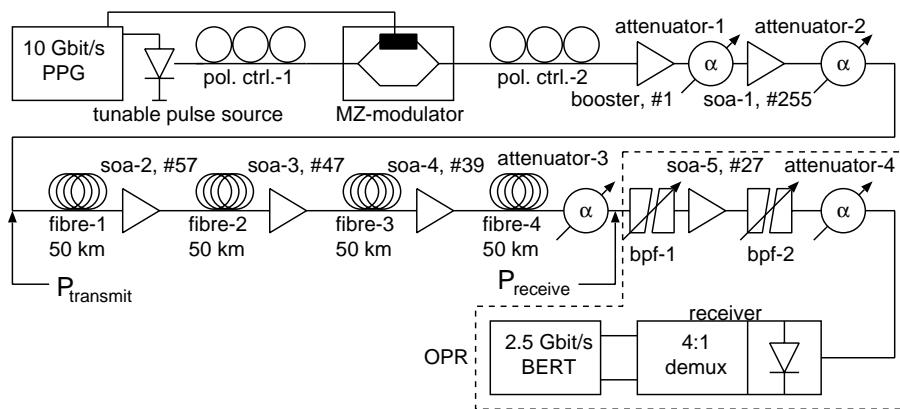 attenuator-1
attenuator-2
10 Gbit/s
PPG
α
α
pol. ctrl.-1
pol. ctrl.-2
tunable pulse source
MZ-modulator
booster, #1
soa-1, #255
soa-2, #57
soa-3, #47
soa-4, #39
attenuator-3
soa-5, #27
attenuator-4
α
α
fibre-1
50 km
fibre-2
50 km
fibre-3
50 km
fibre-4
50 km
bpf-1
bpf-2
Ptransmit
Preceive
receiver
OPR
2.5 Gbit/s
BERT
4:1
demux